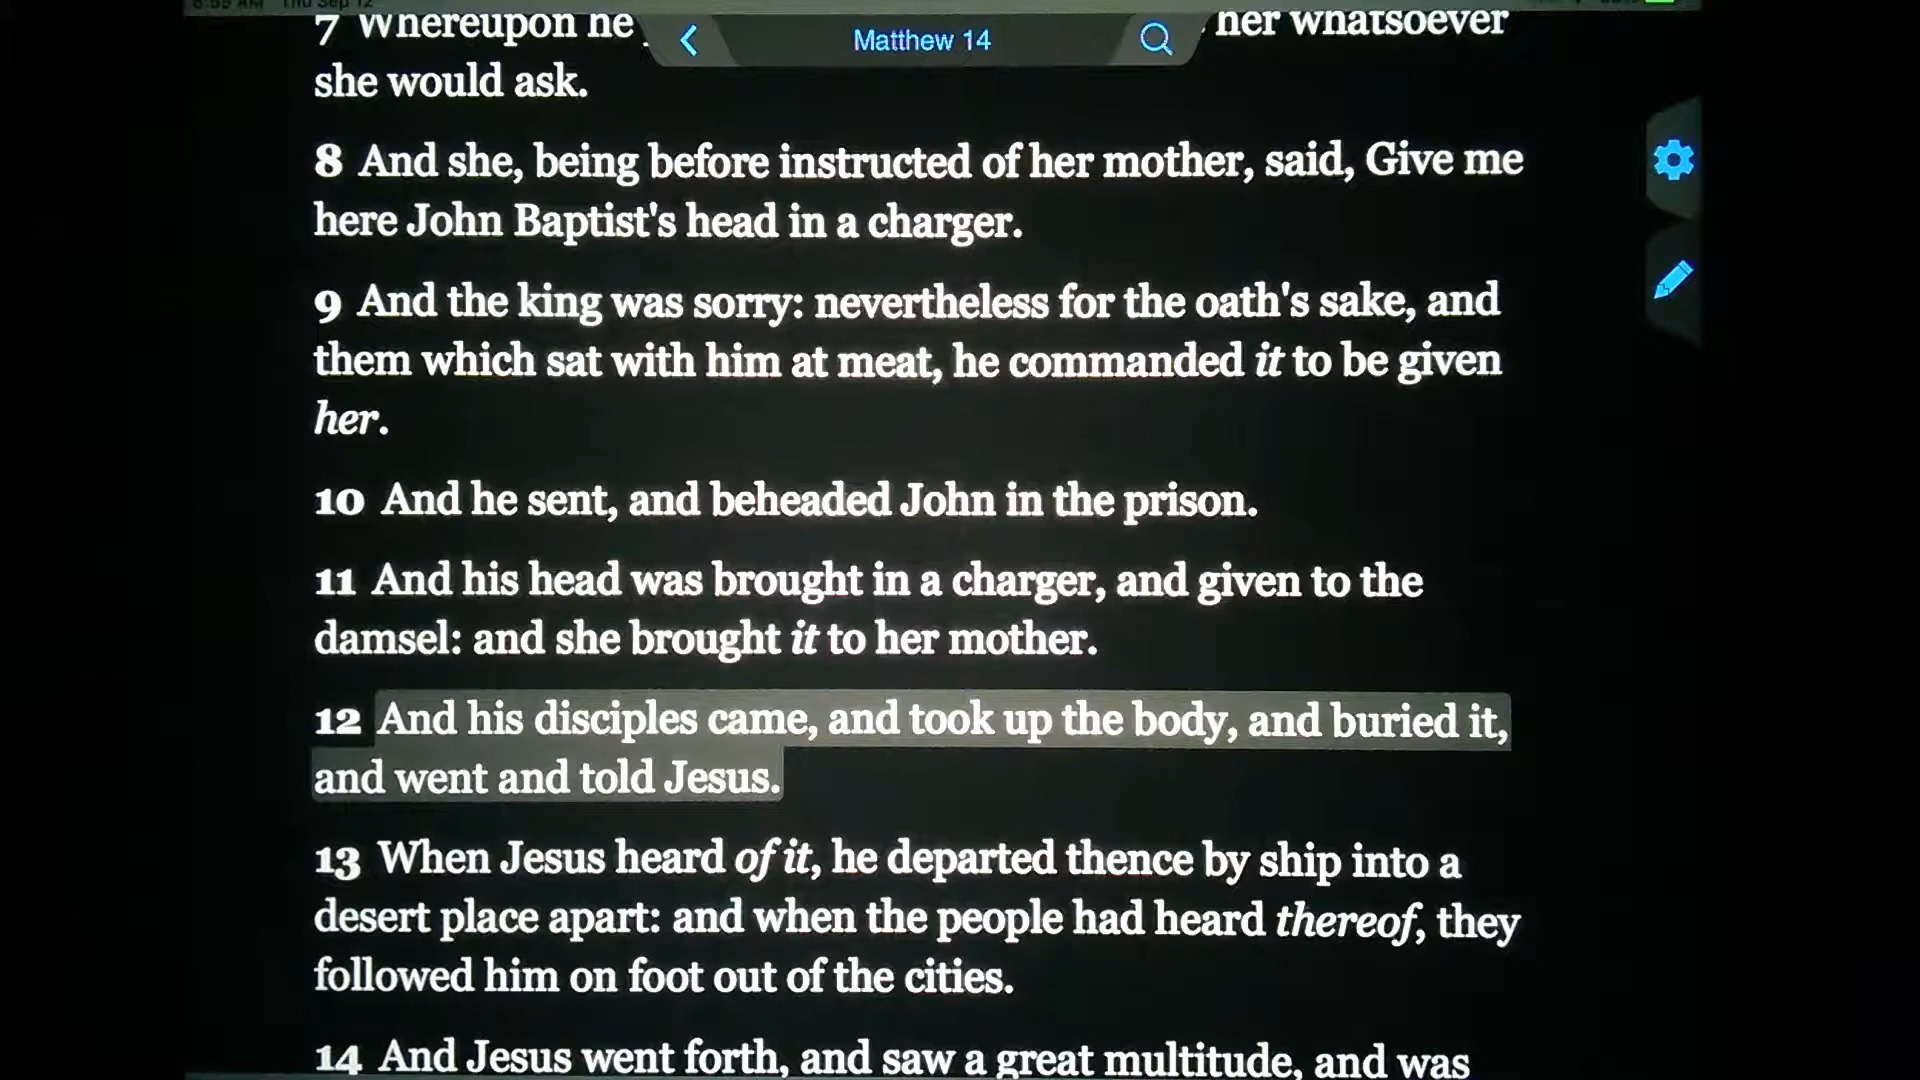 Matthew 14
7 Whereupon he her whatsoever
she would ask.
8 And she, being before instructed of her mother, said, Give me
here John Baptist's head in a charger.
9 And the king was sorry: nevertheless for the oath's sake, and
them which sat with him at meat, he commanded it to be given
her.
10 And he sent, and beheaded John in the prison.
11 And his head was brought in a charger, and given to the
damsel: and she brought it to her mother.
12 And his disciples came, and took up the body, and buried it,
and went and told Jesus.
13 When Jesus heard of it, he departed thence by ship into a
desert place apart: and when the people had heard thereof, they
followed him on foot out of the cities.
14 And Jesus went forth, and saw a great multitude, and was